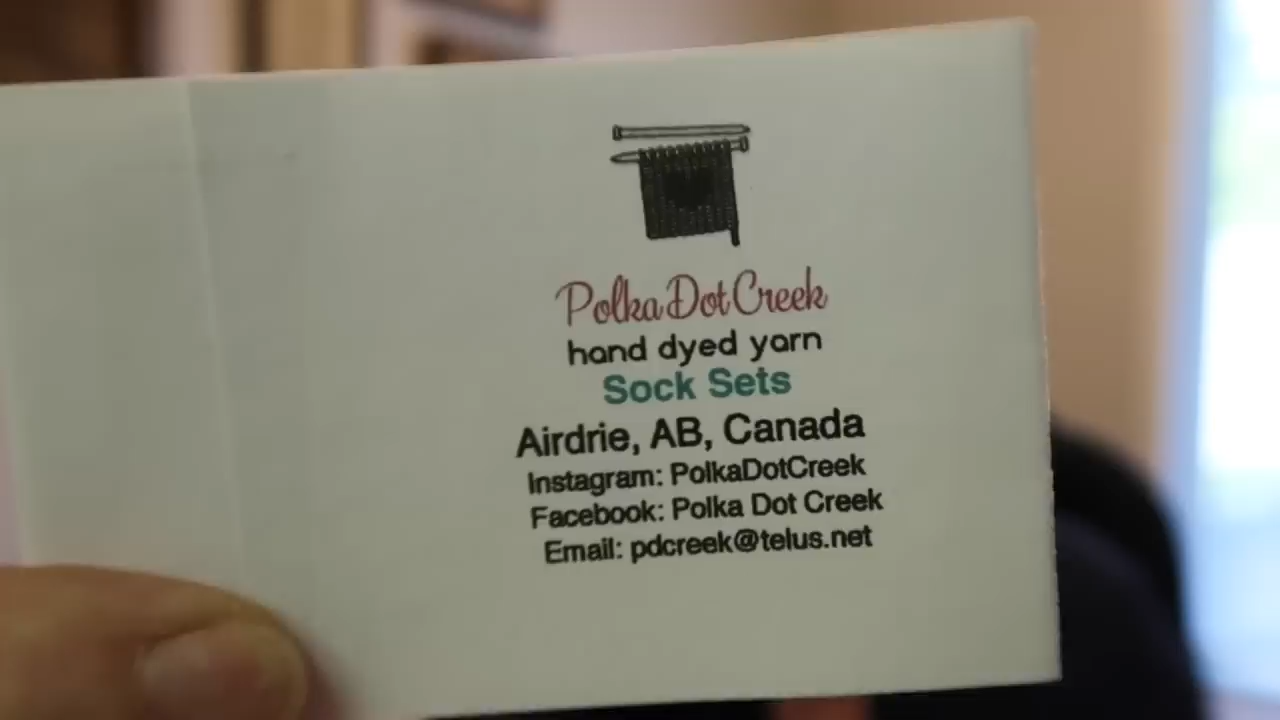 PolkaDotCreek
hand dyed yarn
Sock Sets
Airdrie, AB, Canada
Instagram: PolkaDotCreek
Facebook: Polka Dot Creek
Email: pdcreek@telus.net